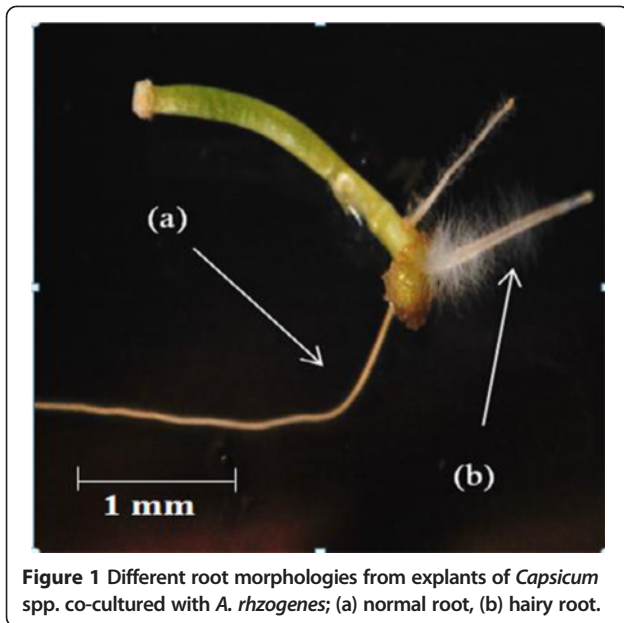 (a)
(b)
1 mm
Figure 1 Different root morphologies from explants of Capsicum
spp. co-cultured with A. rhzogenes; (a) normal root, (b) hairy root.